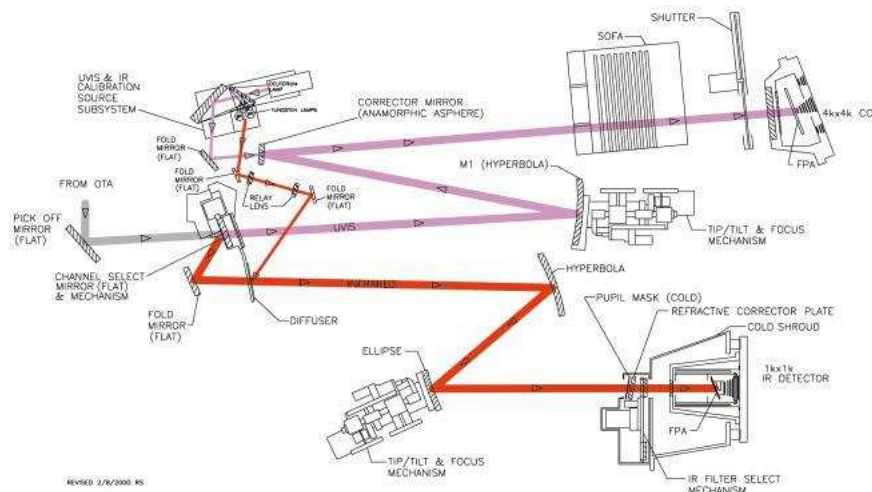 SHUTTER
SOFA
UVIS & IR
CALIBRATION
SOURCE
SUBSYSTEM
DEUTERIUM
LAMP
TUNGSTEN LAMPS
CORRECTOR MIRROR
(ANAMORPHIC ASPHERE)
4kx4k CC
FPA
FOLD
MIRROR
(FLAT)
M1 (HYPERBOLA)
FOLD
MIRROR
(FLAT)
RELAY
LENS
FOLD
MIRROR
(FLAT)
FROM OTA
PICK OFF
MIRROR
(FLAT)
UVIS
TIP/TILT & FOCUS
MECHANISM
CHANNEL SELECT
MIRROR (FLAT)
& MECHANISM
INFRARED
HYPERBOLA
FOLD
MIRROR
(FLAT)
DIFFUSER
PUPIL MASK (COLD)
REFRACTIVE CORRECTOR PLATE
COLD SHROUD
ELLIPSE
1kx1k
IR DETECTOR
FPA
TIP/TILT & FOCUS
MECHANISM
IR FILTER SELECT
MECHANISM
REVISED 2/8/2000 RS